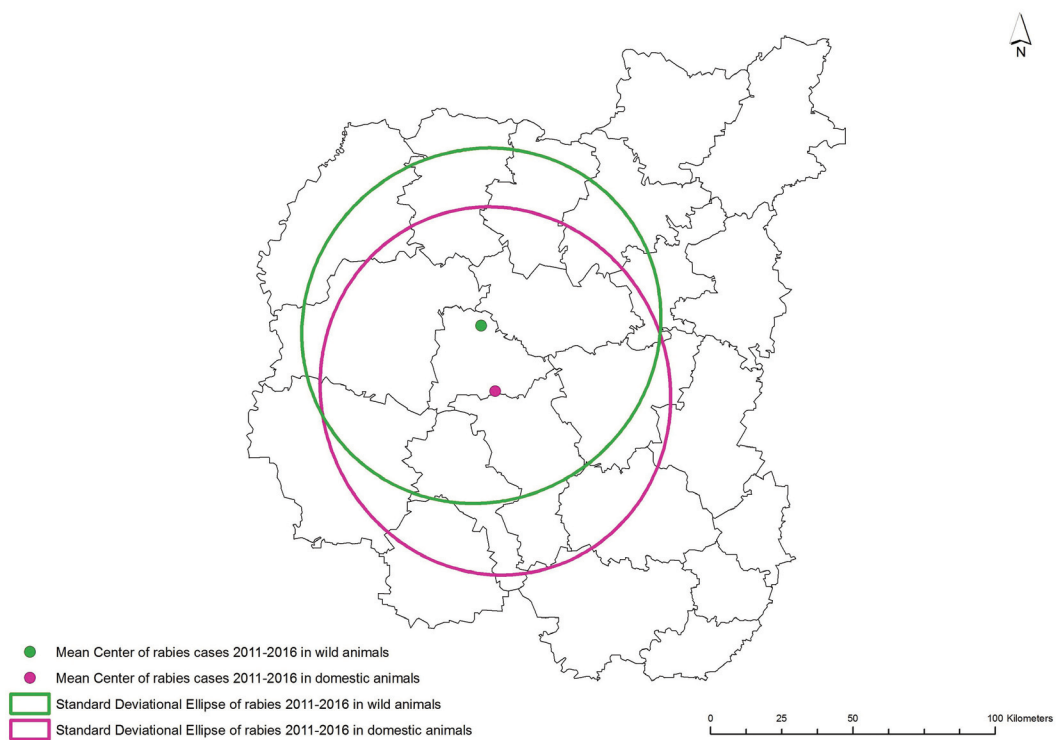 N
Mean Center of rabies cases 2011-2016 in wild animals
Mean Center of rabies cases 2011-2016 in domestic animals
Standard Deviational Ellipse of rabies 2011-2016 in wild animals
Standard Deviational Ellipse of rabies 2011-2016 in domestic animals
0 25 50 100 Kilometers